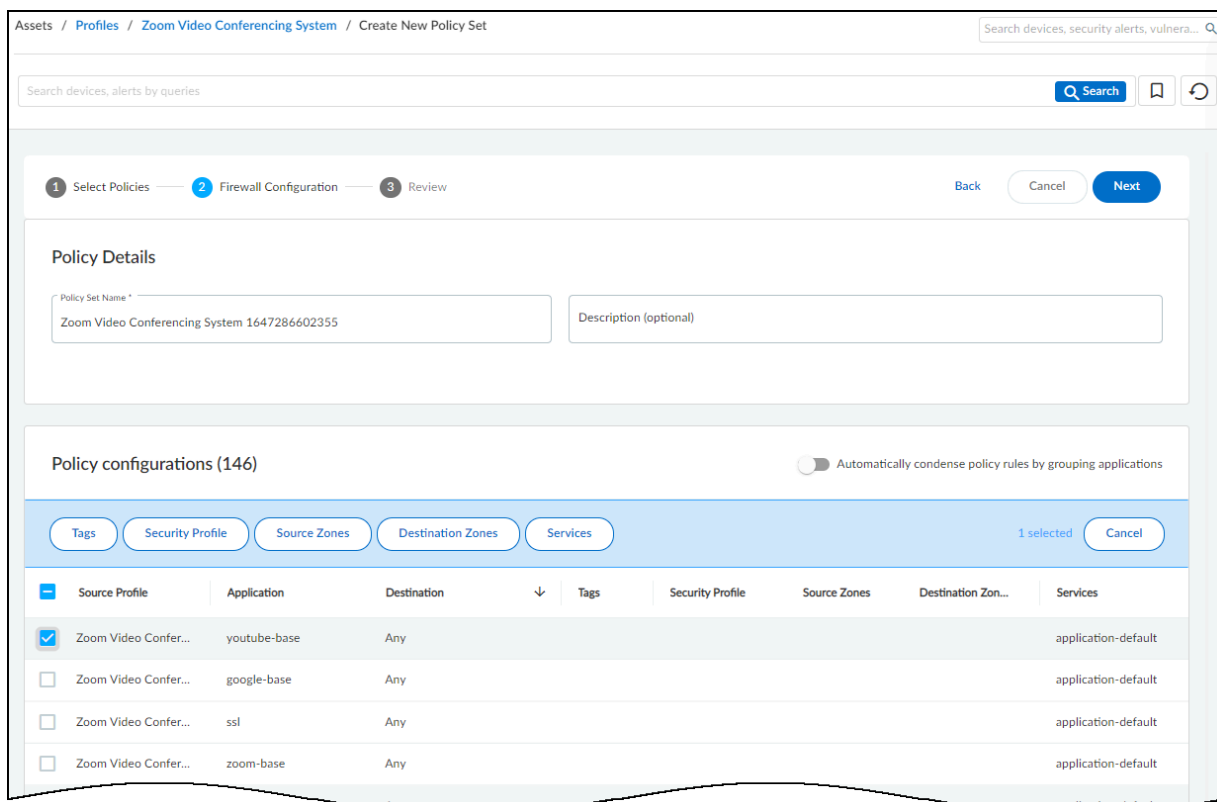 Assets / Profiles / Zoom Video Conferencing System / Create New Policy Set
Search devices, security alerts, vulnera...
Search devices, alerts by queries
Search
1 Select Policies 2 Firewall Configuration 3 Review Back Cancel Next
Policy Details
Policy Set Name *
Zoom Video Conferencing System 1647286602355
Description (optional)
Policy configurations (146) Automatically condense policy rules by grouping applications
Tags Security Profile Source Zones Destination Zones Services 1 selected Cancel
Source Profile Application Destination Tags Security Profile Source Zones Destination Zon... Services
Zoom Video Confer... youtube-base Any application-default
Zoom Video Confer... google-base Any application-default
Zoom Video Confer... ssl Any application-default
Zoom Video Confer... zoom-base Any application-default